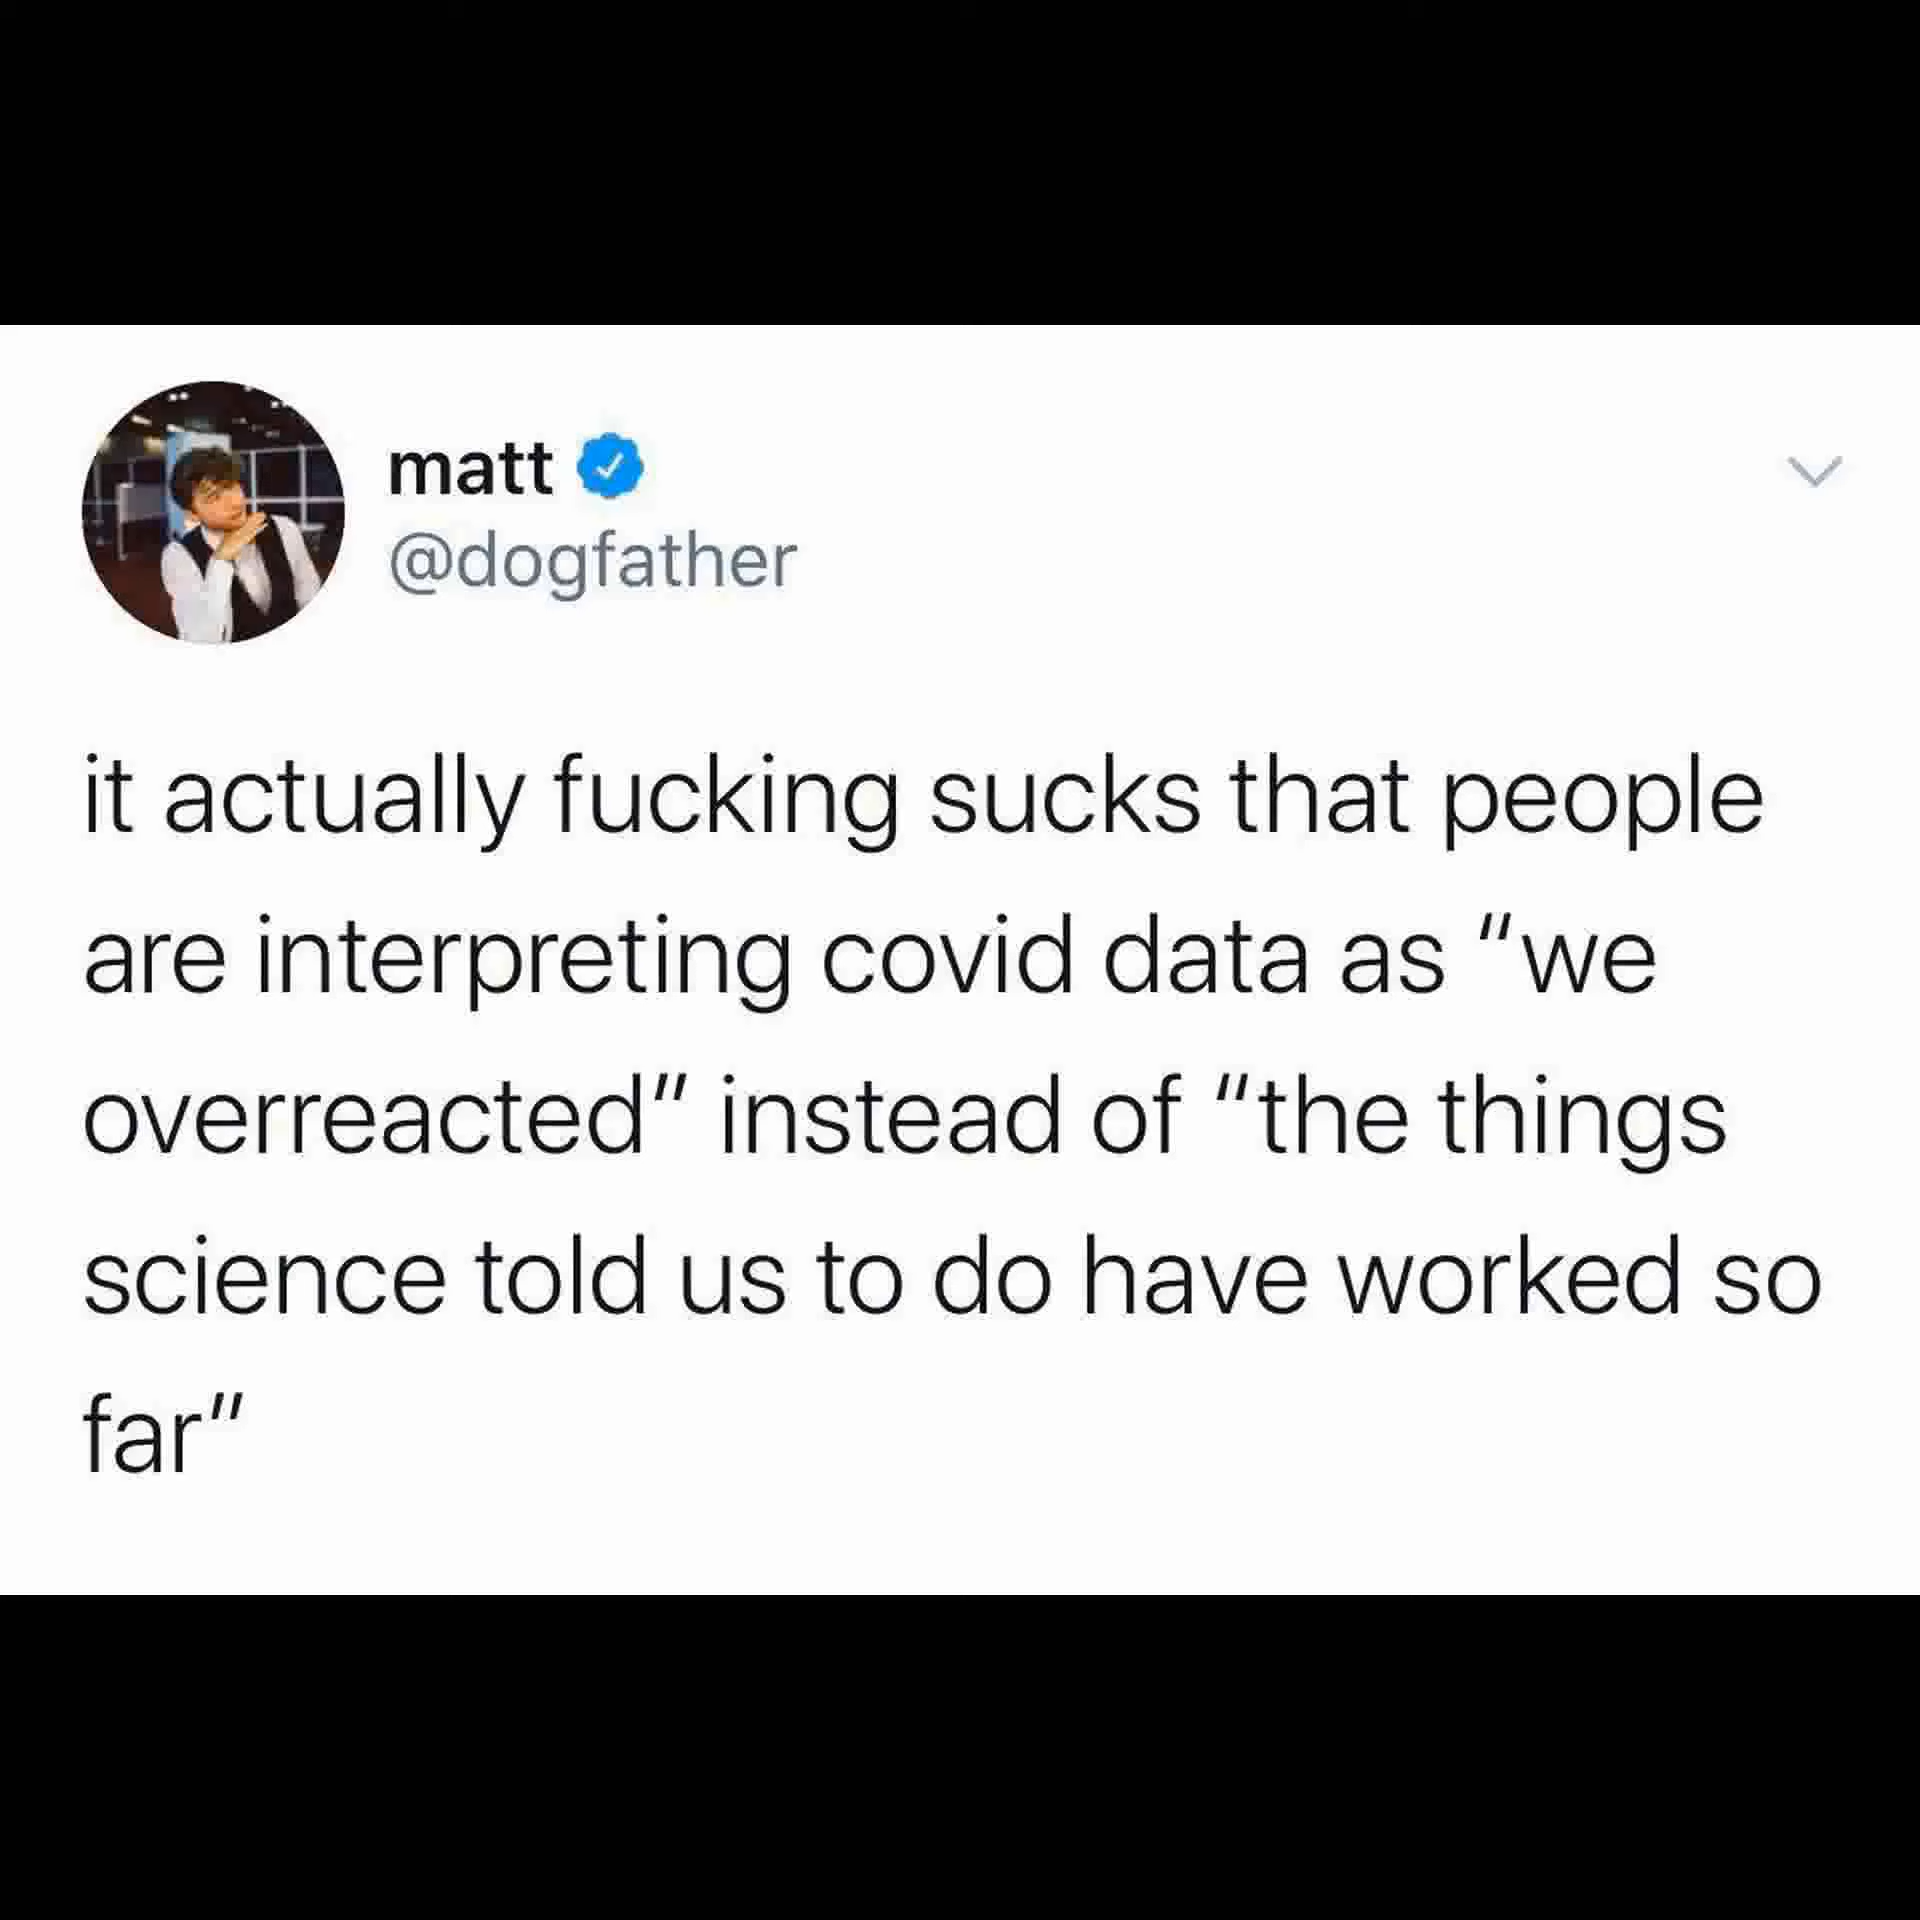 matt
@dogfather
it actually fucking sucks that people
are interpreting covid data as “we
overreacted” instead of “the things
science told us to do have worked so
far”